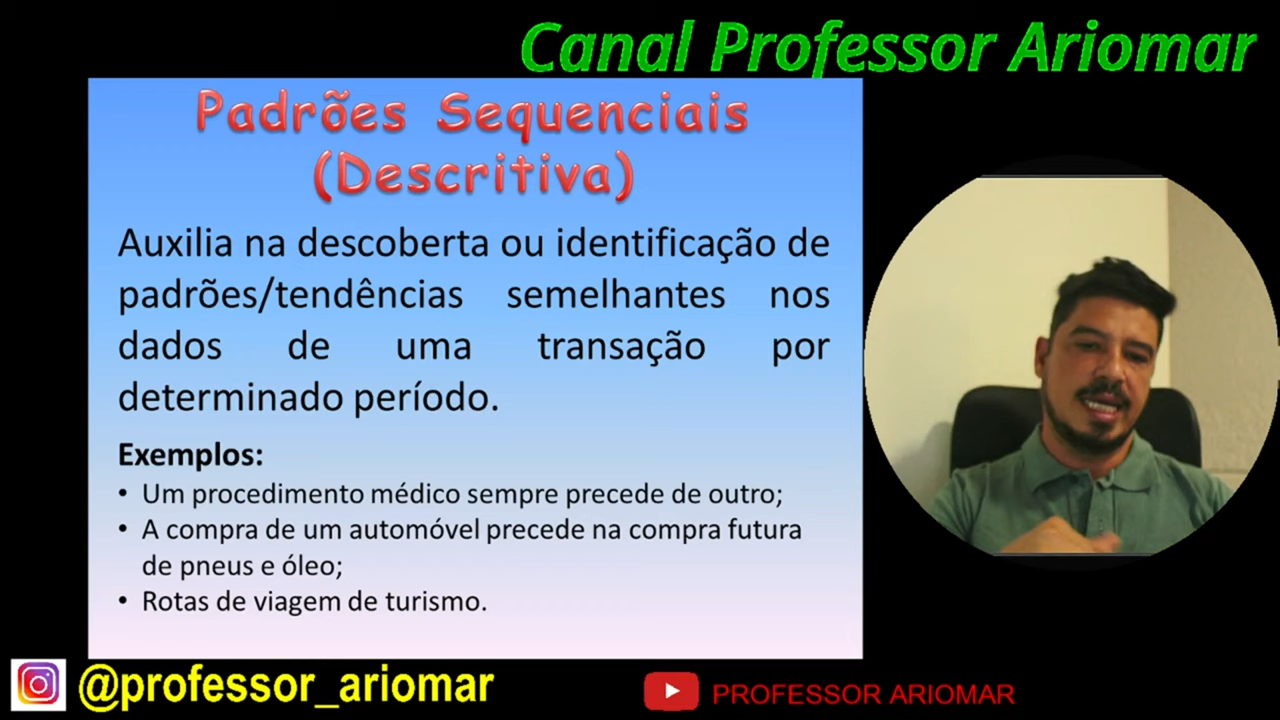 Canal Professor Ariomar
Padrões Sequenciais
(Descritiva)
Auxilia na descoberta ou identificação de
padrões/tendências semelhantes nos
dados de uma transação por
determinado período.
Exemplos:
• Um procedimento médico sempre precede de outro;
• A compra de um automóvel precede na compra futura
de pneus e óleo;
• Rotas de viagem de turismo.
@professor_ariomar
PROFESSOR ARIOMAR